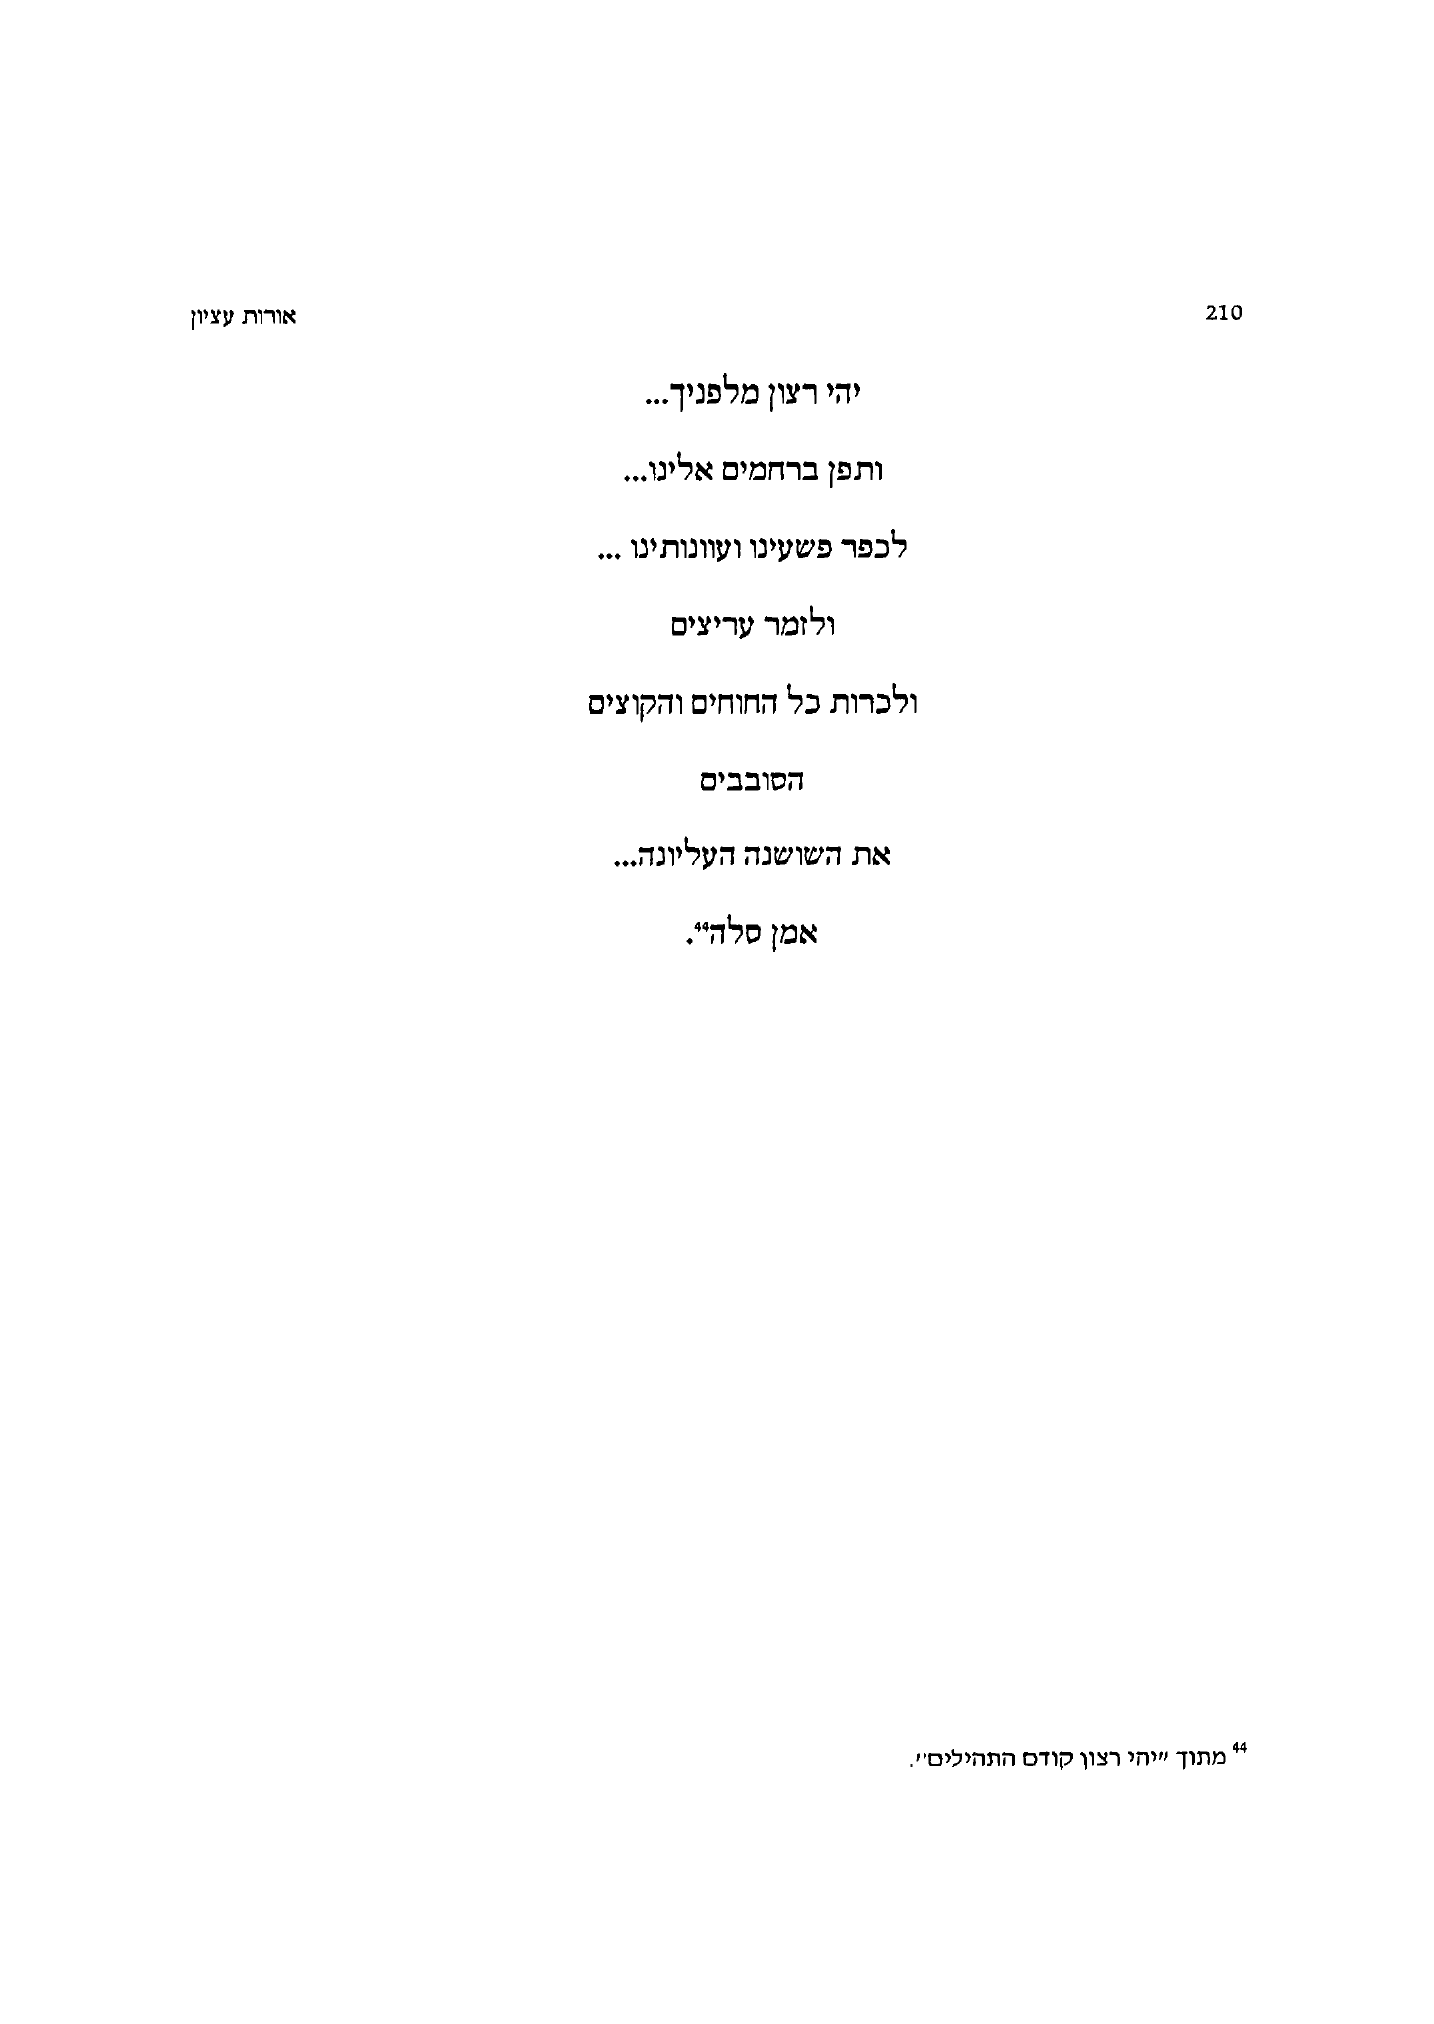 210
אורות עציון
יהי רצון מלפניך...
ותפן ברחמים אלינו...
לכפר פשעינו ועוונותינו ...
ולזמר עריצים
ולכרות כל החוחים והקוצים
הסובבים
את השושנה העליונה...
אמן סלה44.
44 מתוך "יהי רצון קודם התהילים".